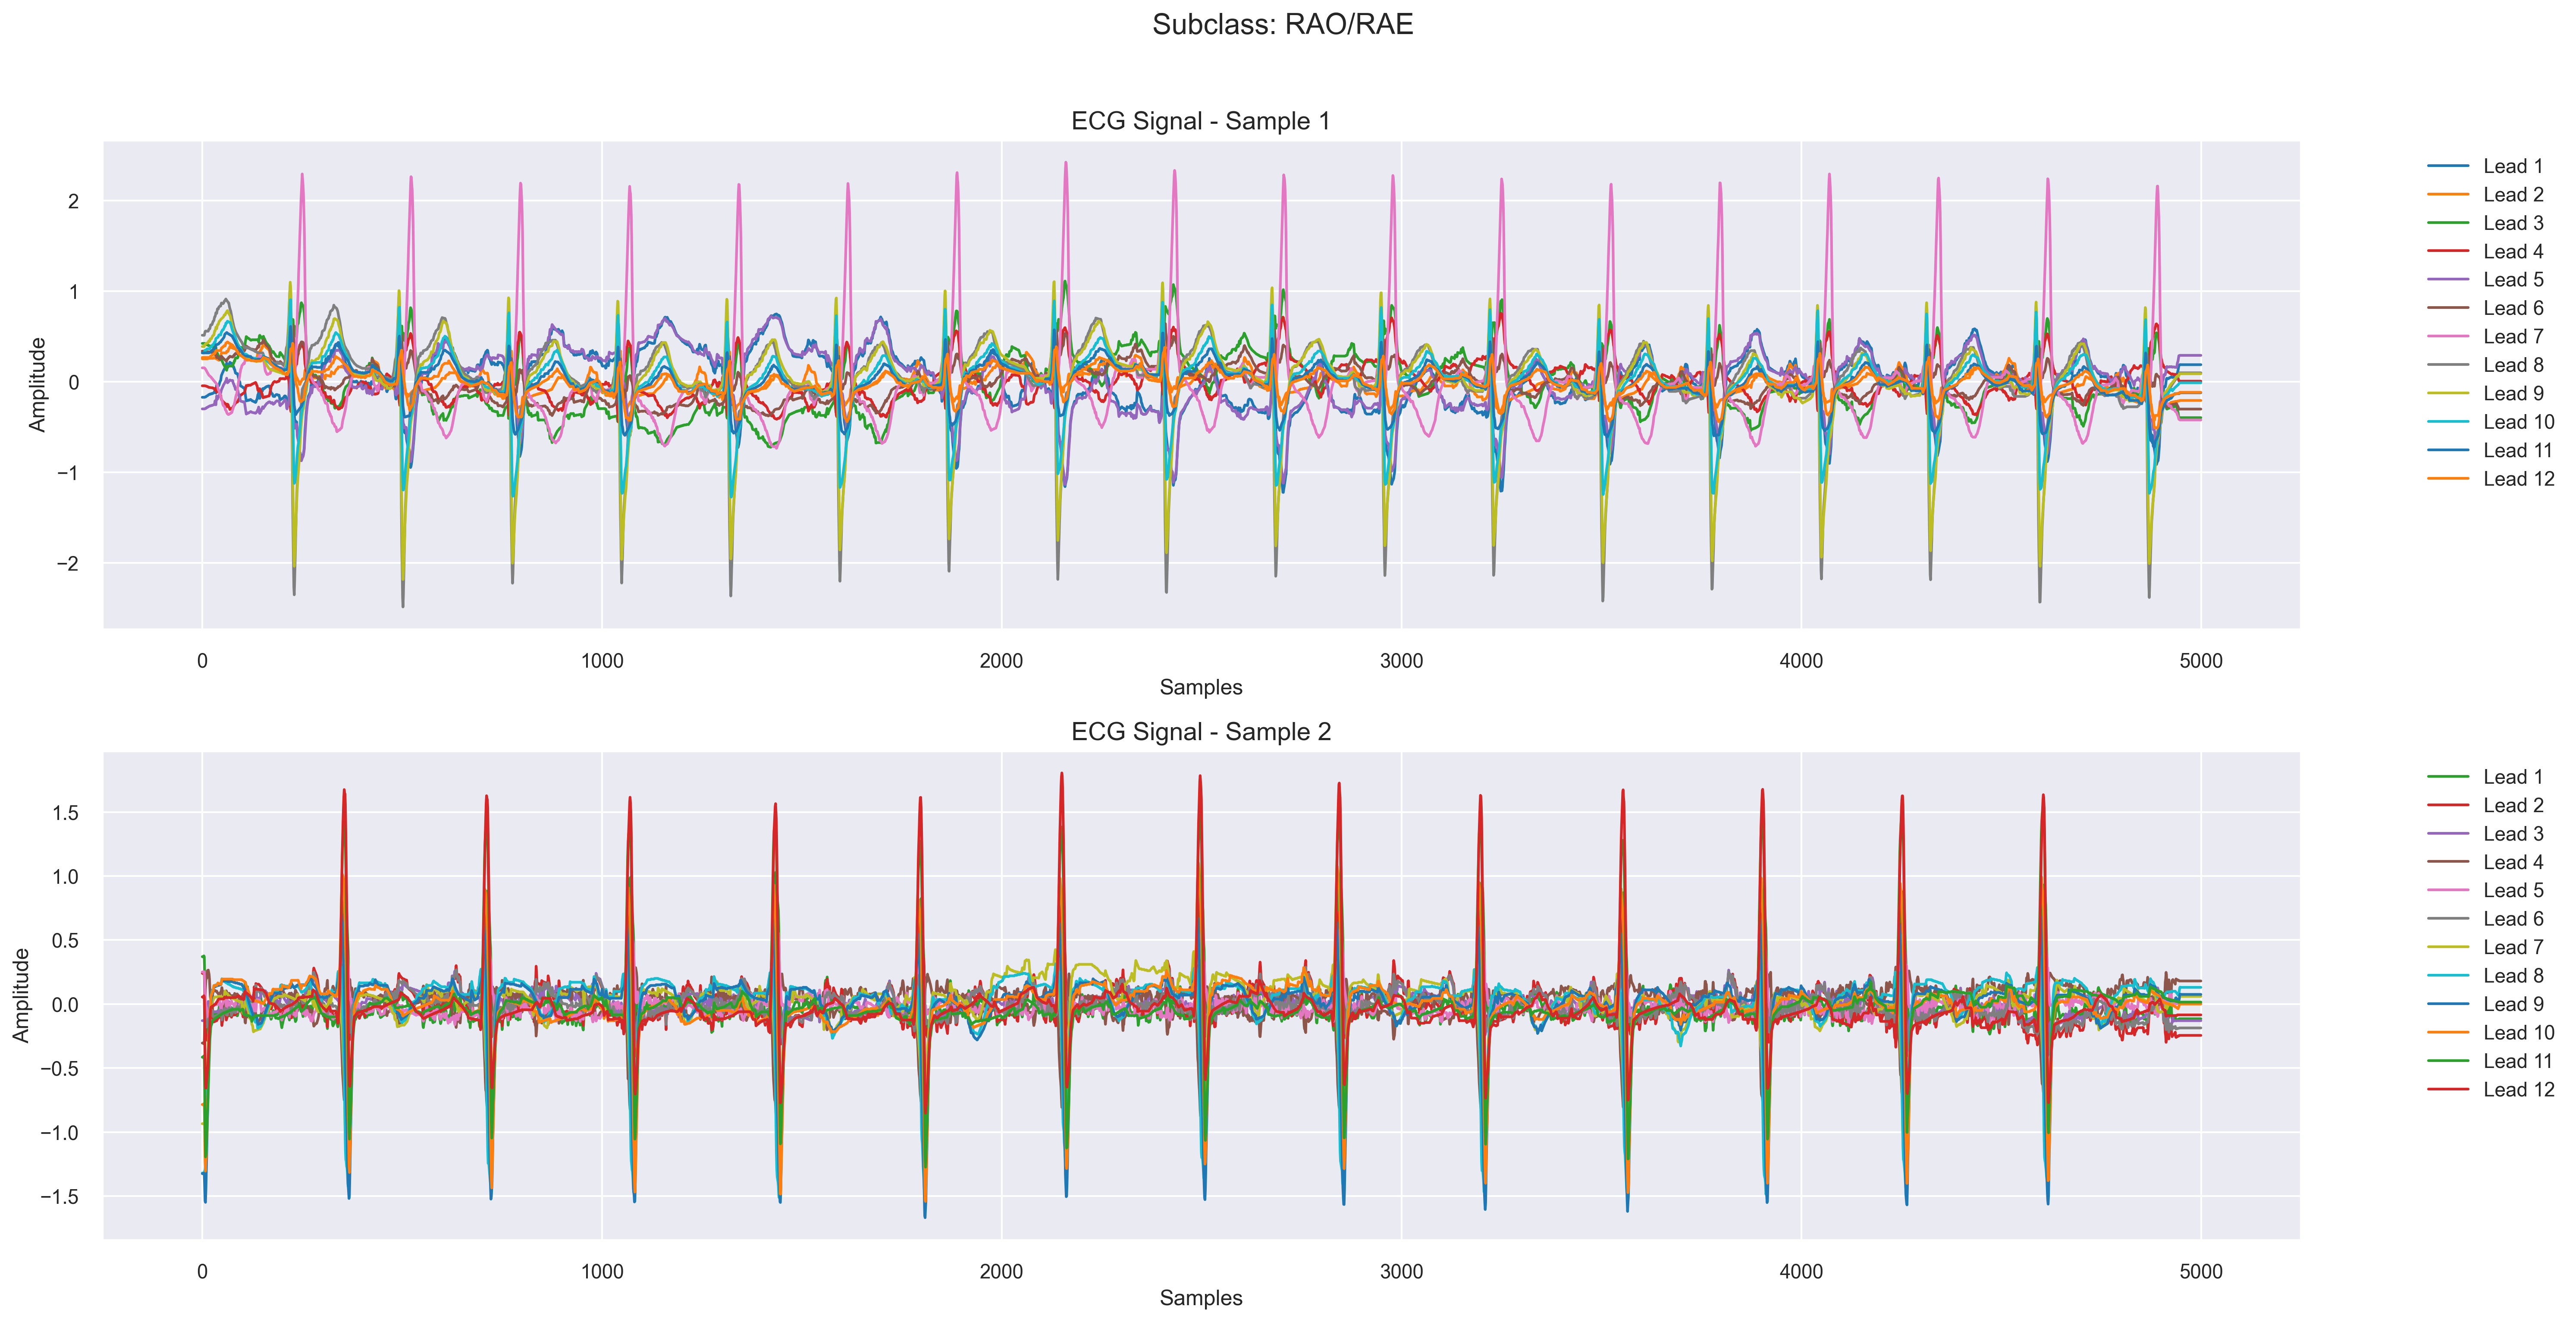 Subclass: RAO/RAE
ECG Signal - Sample 1
Amplitude
2
1
0
−1
−2
0 1000 2000 3000 4000 5000
Samples
Lead 1
Lead 2
Lead 3
Lead 4
Lead 5
Lead 6
Lead 7
Lead 8
Lead 9
Lead 10
Lead 11
Lead 12
ECG Signal - Sample 2
Amplitude
1.5
1.0
0.5
0.0
−0.5
−1.0
−1.5
0 1000 2000 3000 4000 5000
Samples
Lead 1
Lead 2
Lead 3
Lead 4
Lead 5
Lead 6
Lead 7
Lead 8
Lead 9
Lead 10
Lead 11
Lead 12